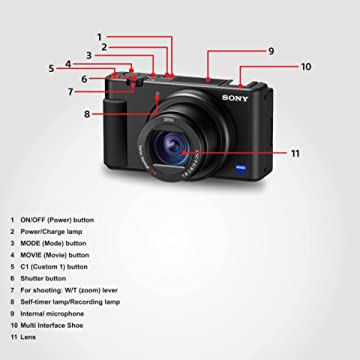 1
2
3
4
5
6
7
8
9
10
11
SONY
ZEISS
1 ON/OFF (Power) button
2 Power/Charge lamp
3 MODE (Mode) button
4 MOVIE (Movie) button
5 C1 (Custom 1) button
6 Shutter button
7 For shooting: W/T (zoom) lever
8 Self-timer lamp/Recording lamp
9 Internal microphone
10 Multi Interface Shoe
11 Lens